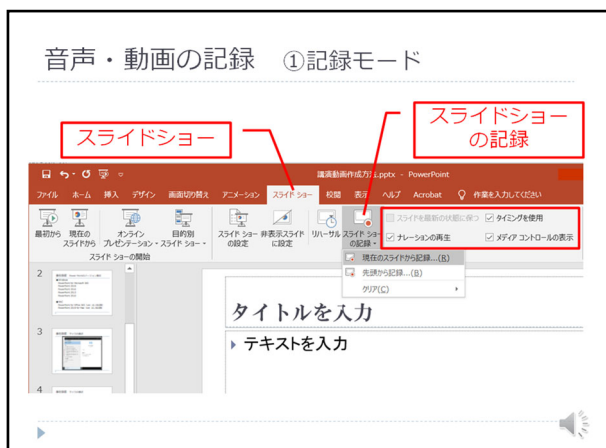 音声・動画の記録 ①記録モード
スライドショー
スライドショー
の記録
講演動画作成方法.pptx - PowerPoint
ファイル ホーム 挿入 デザイン 画面切り替え アニメーション スライド ショー 校閲 表示 ヘルプ Acrobat 作業を入力してください
最初から 現在の
スライドから オンライン
プレゼンテーション 目的別
スライド ショー スライド ショー
の設定 非表示スライド
に設定 リハーサル スライド ショー
の記録
スライドを最新の状態に保つ タイミングを使用
ナレーションの再生 メディア コントロールの表示
スライド ショーの開始
現在のスライドから記録...(R)
先頭から記録...(B)
クリア(C)
2
3
4
タイトルを入力
テキストを入力